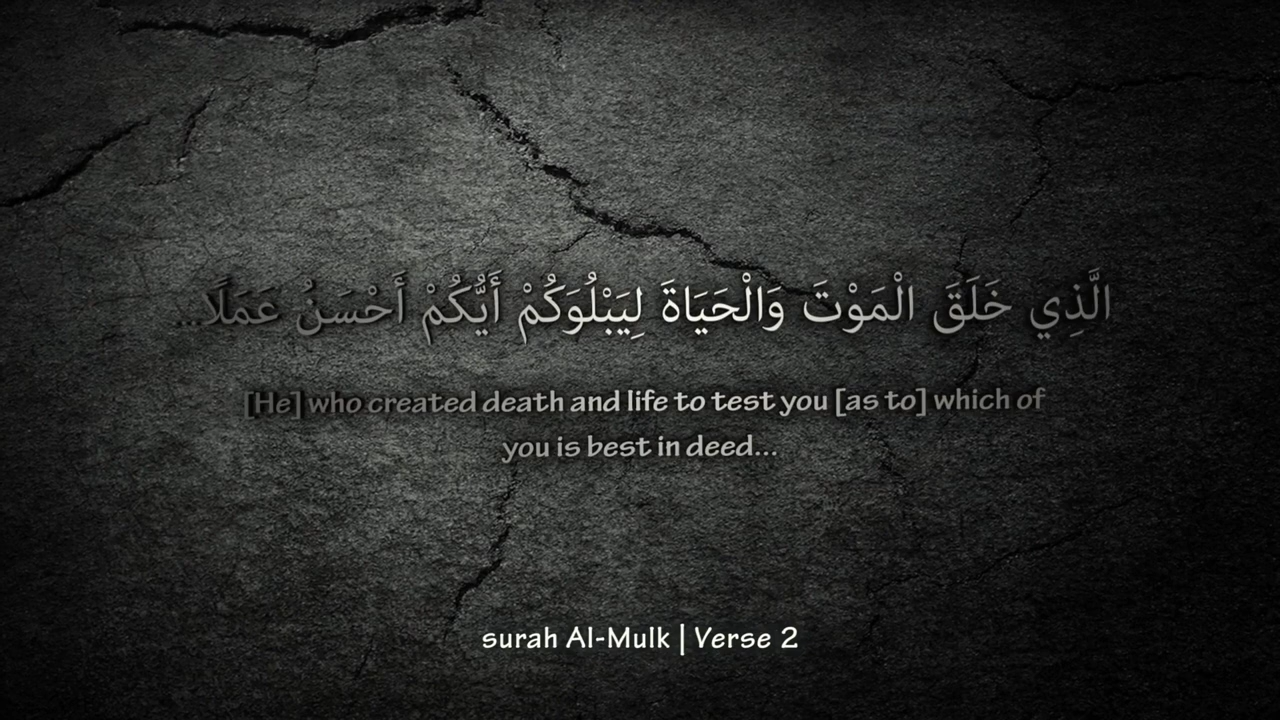 الَّذِي خَلَقَ الْمَوْتَ وَالْحَيَاةَ لِيَبْلُوَكُمْ أَيُّكُمْ أَحْسَنُ عَمَلًا...
[He] who created death and life to test you [as to] which of
you is best in deed...
surah Al-Mulk | Verse 2